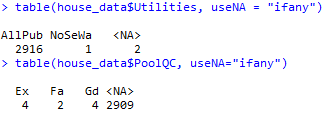 > table(house_data$Utilities, useNA = "ifany")
AllPub NoSeWa <NA>
2916 1 2
> table(house_data$PoolQC, useNA="ifany")
Ex Fa Gd <NA>
4 2 4 2909